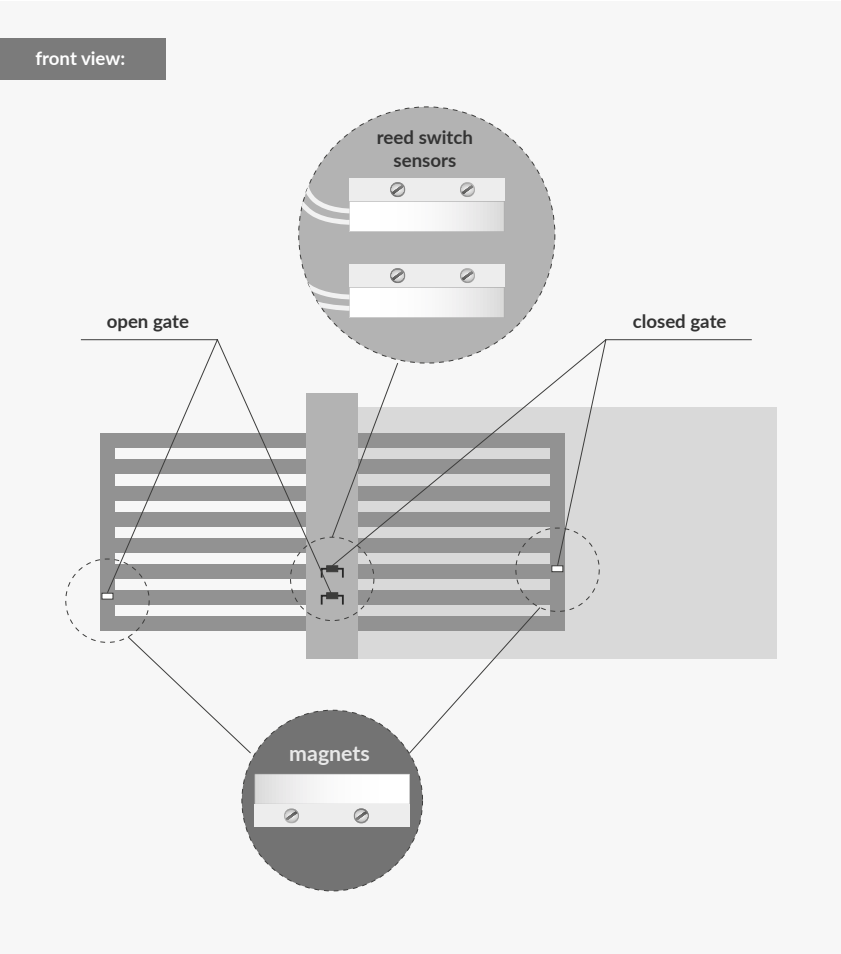 front view:
reed switch
sensors
open gate
closed gate
magnets